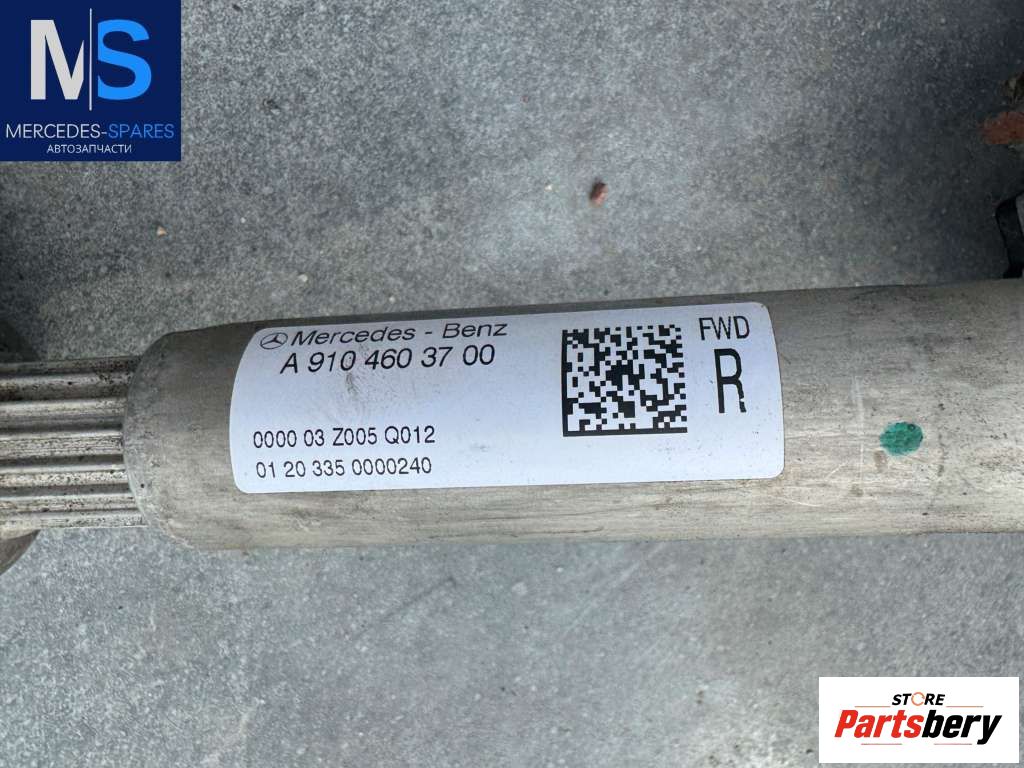 MS
MERCEDES-SPARES
АВТОЗАПЧАСТИ
Mercedes - Benz
A 910 460 37 00
FWD
R
00000 03 Z005 Q012
01 20 335 0000240
STORE
Partsbery